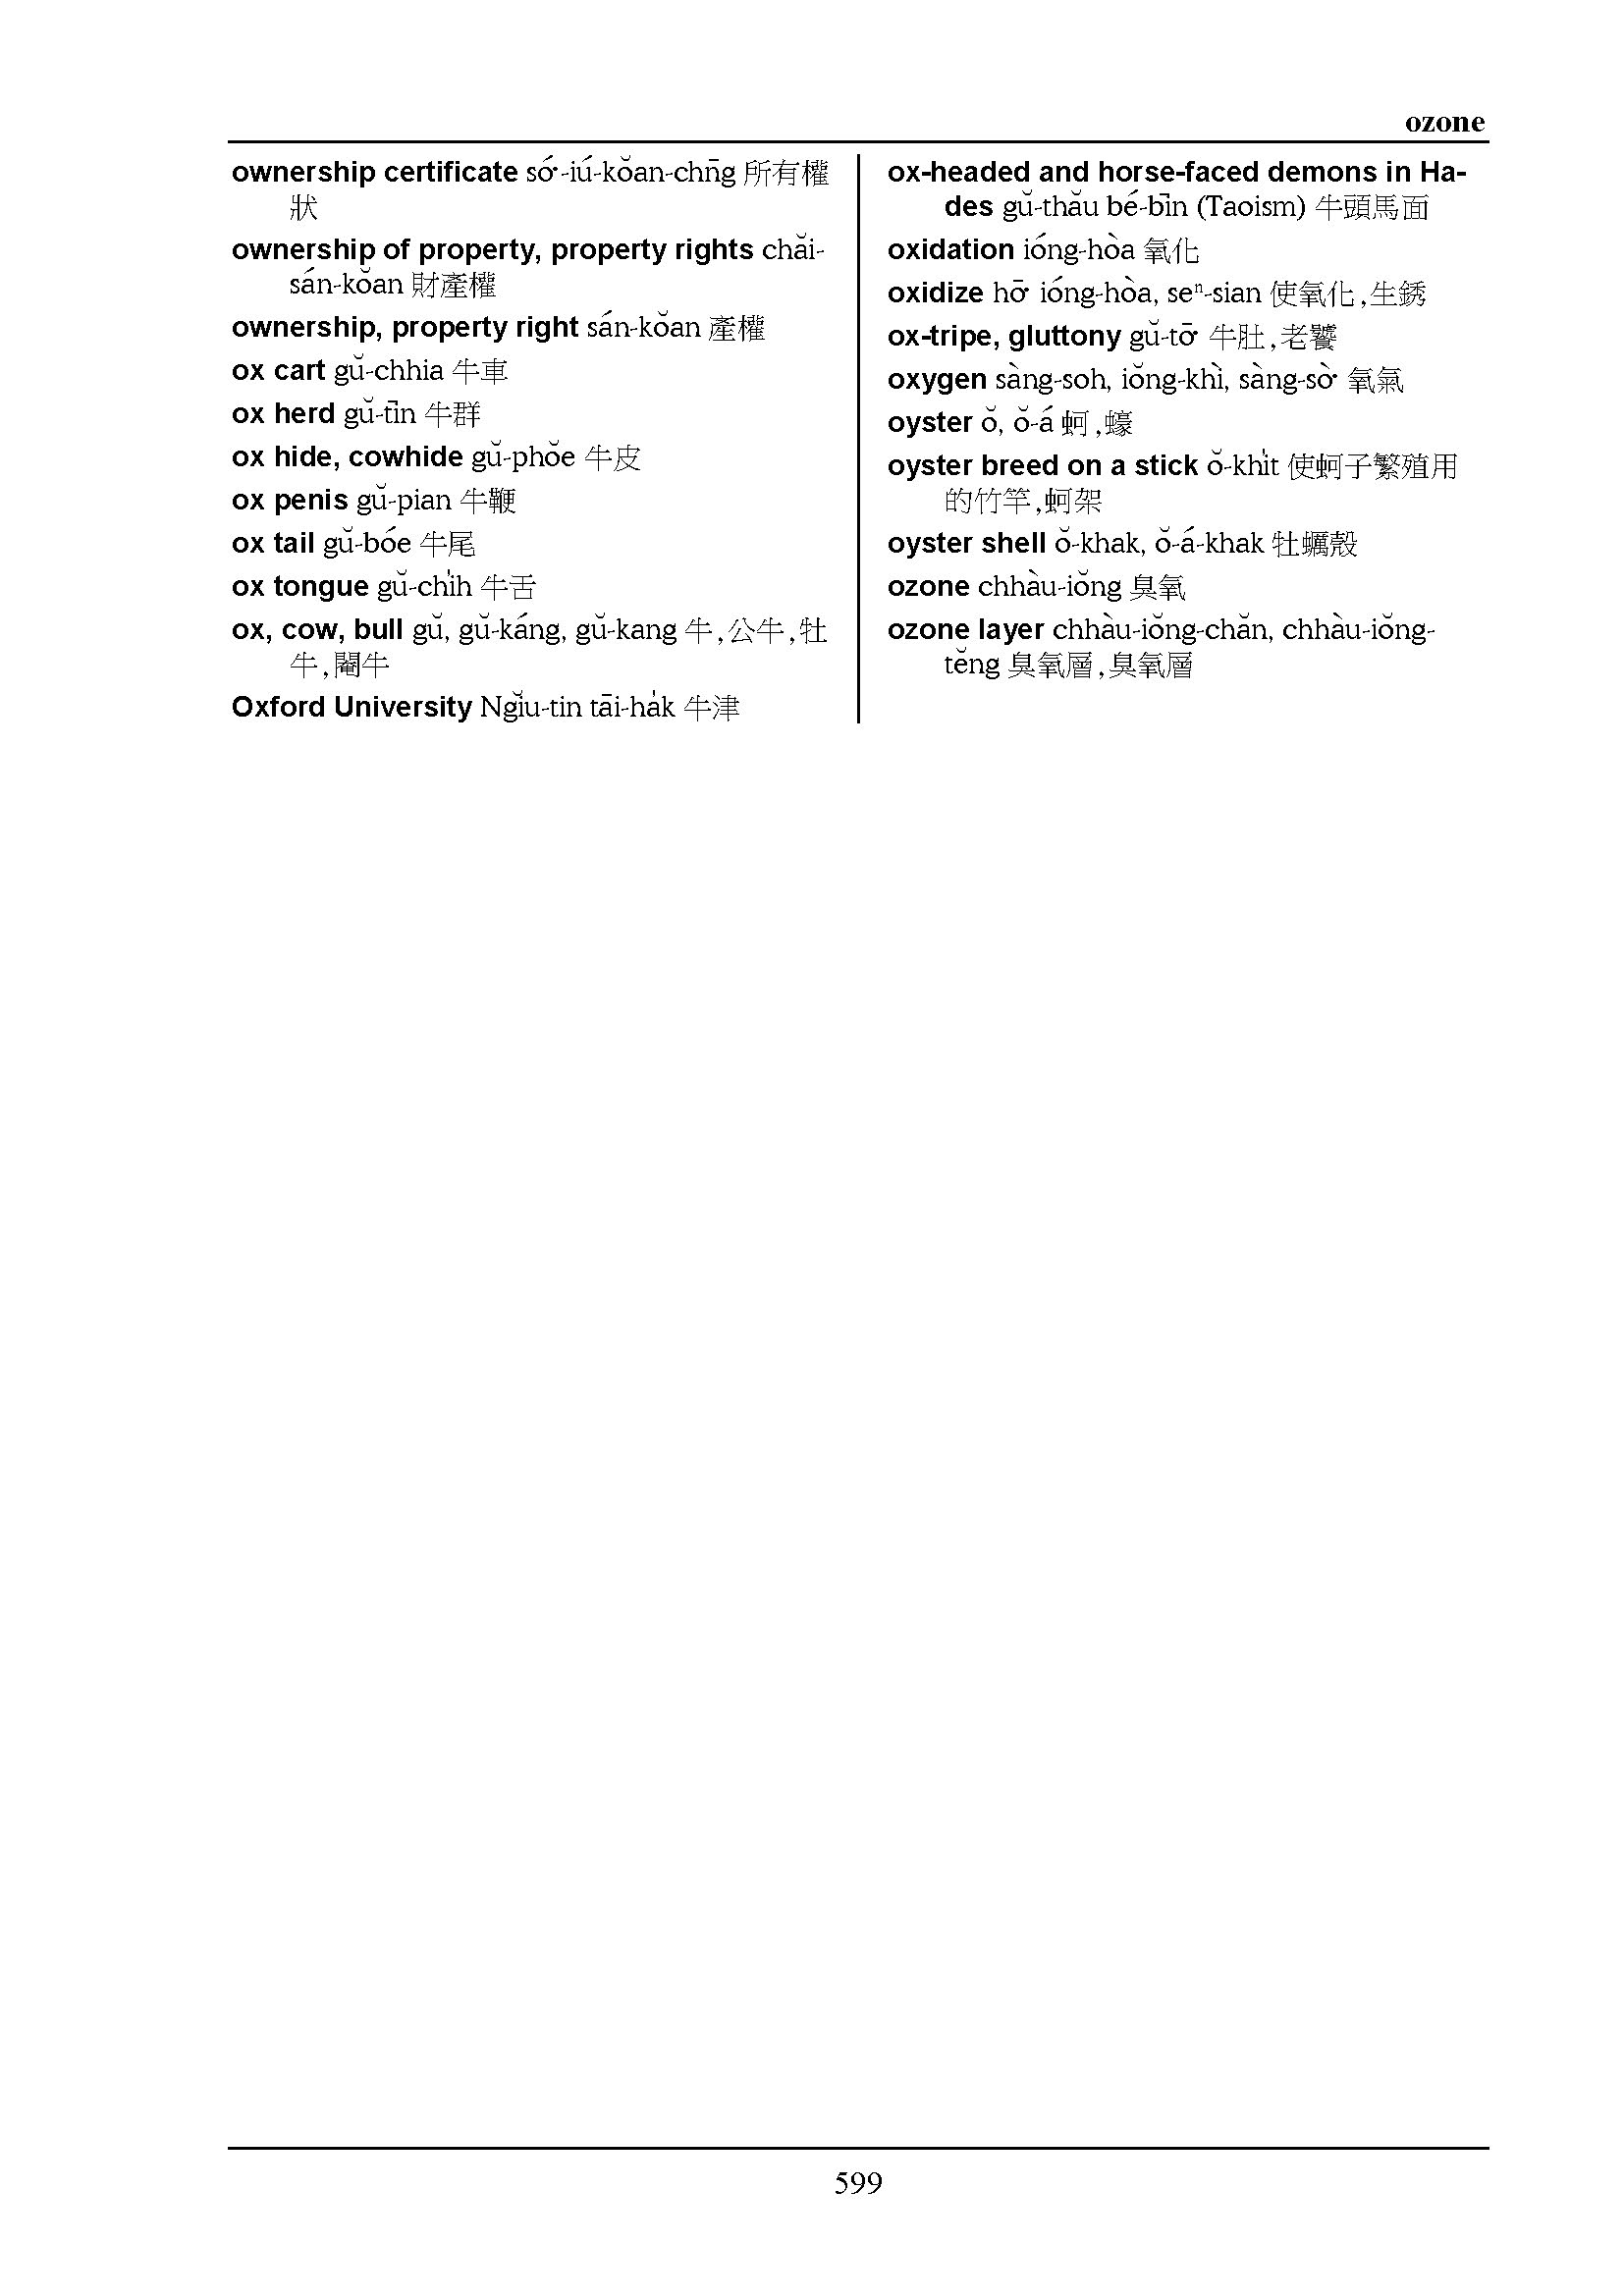 ozone
ownership certificate só͘-iú-kŏan-chn̄g 所有權
狀
ownership of property, property rights chăi-
sán-kŏan 財產權
ownership, property right sán-kŏan 產權
ox cart gŭ-chhia 牛車
ox herd gŭ-tīn 牛群
ox hide, cowhide gŭ-phŏe 牛皮
ox penis gŭ-pian 牛鞭
ox tail gŭ-bóe 牛尾
ox tongue gŭ-chi̍h 牛舌
ox, cow, bull gŭ, gŭ-káng, gŭ-kang 牛,公牛,牡
牛,閹牛
Oxford University Ngĭu-tin tāi-ha̍k 牛津
ox-headed and horse-faced demons in Ha-
des gŭ-thău bé-bīn (Taoism) 牛頭馬面
oxidation ióng-hòa 氧化
oxidize hō͘ ióng-hòa, seⁿ-sian 使氧化,生銹
ox-tripe, gluttony gŭ-tō͘ 牛肚,老饕
oxygen sàng-soh, iŏng-khì, sàng-sò͘ 氧氣
oyster ŏ, ŏ-á 蚵,蠔
oyster breed on a stick ŏ-khi̍t 使蚵子繁殖用
的竹竿,蚵架
oyster shell ŏ-khak, ŏ-á-khak 牡蠣殼
ozone chhàu-iŏng 臭氧
ozone layer chhàu-iŏng-chăn, chhàu-iŏng-
tĕng 臭氧層,臭氧層
599